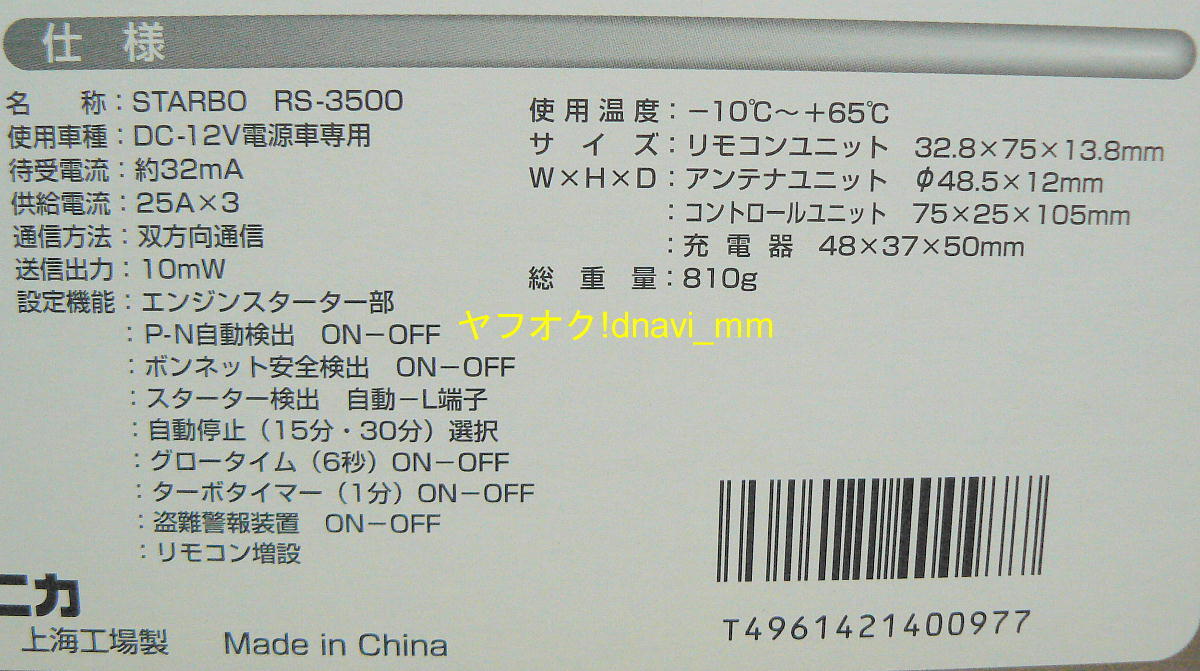 仕様
名　　称：STARBO　RS-3500
使用車種：DC-12V電源車専用
待受電流：約32mA
供給電流：25A×3
通信方法：双方向通信
送信出力：10mW
設定機能：エンジンスターター部
：P-N自動検出　ON－OFF
：ボンネット安全検出　ON－OFF
：スターター検出　自動－L端子
：自動停止（15分・30分）選択
：グロータイム（6秒）ON－OFF
：ターボタイマー（1分）ON－OFF
：盗難警報装置　ON－OFF
：リモコン増設
使用温度：－10℃～＋65℃
サ　イ　ズ：リモコンユニット　32.8×75×13.8mm
W×H×D：アンテナユニット　φ48.5×12mm
：コントロールユニット　75×25×105mm
：充 電 器　48×37×50mm
総　重　量：810g
ヤフオク!dnavi_mm
ニカ
上海工場製　Made in China
T4961421400977